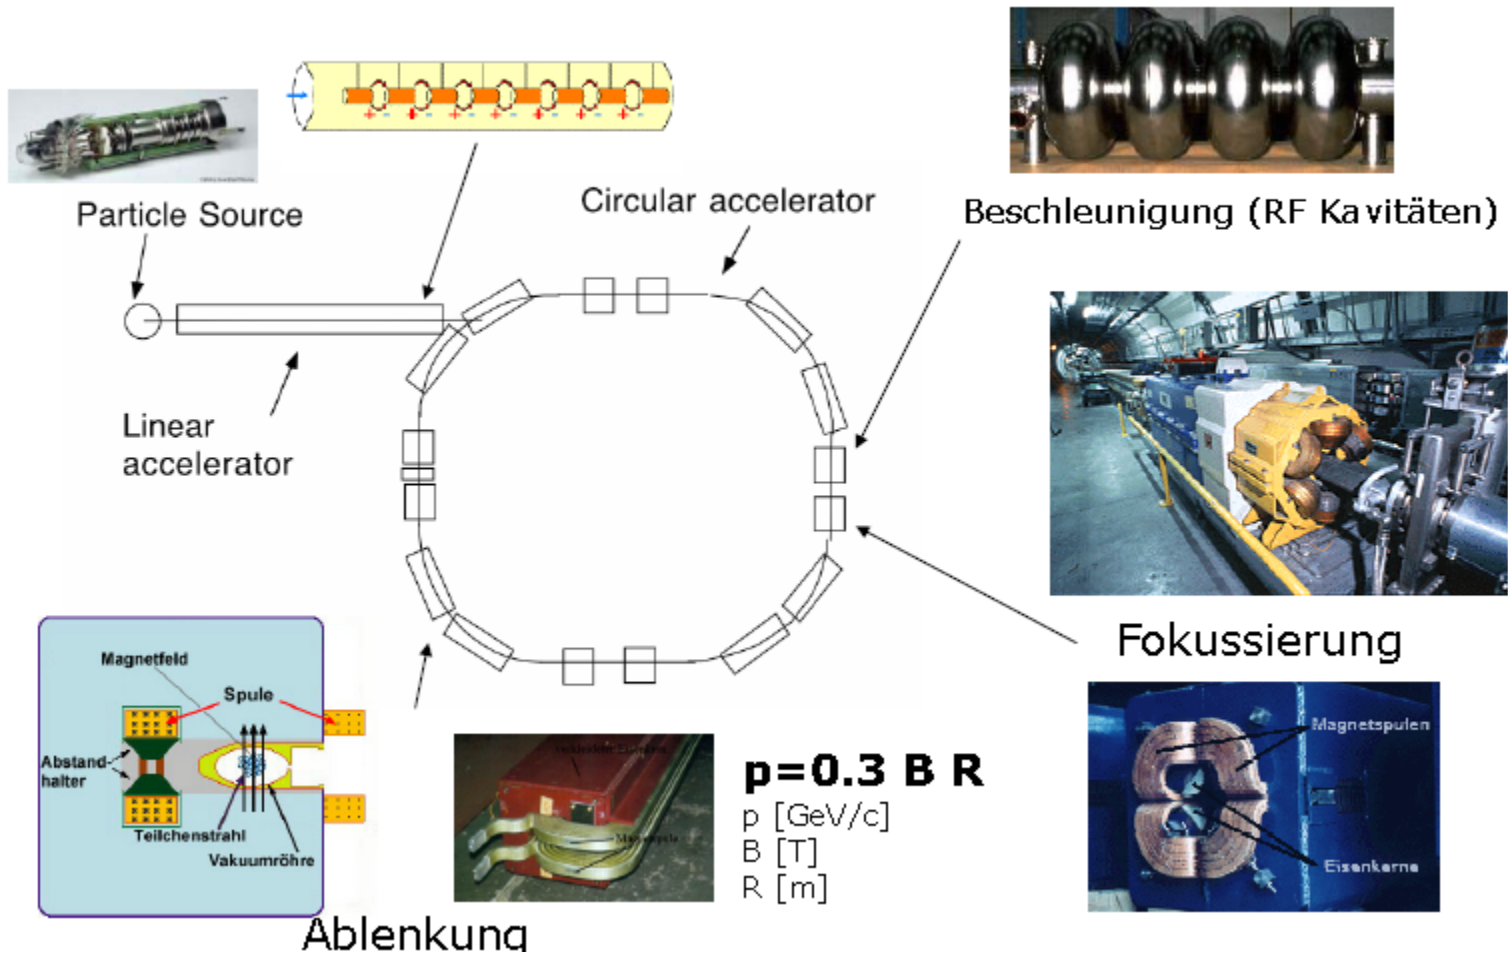 Particle Source
Circular accelerator
Beschleunigung (RF Kavitäten)
Linear
accelerator
+ - + - + - + - + - + - + -
Fokussierung
Magnetfeld
Spule
Abstand-
halter
Teilchenstrahl
Vakuumröhre
Ablenkung
p=0.3 B R
p [GeV/c]
B [T]
R [m]
Magnetspulen
Eisenkerne